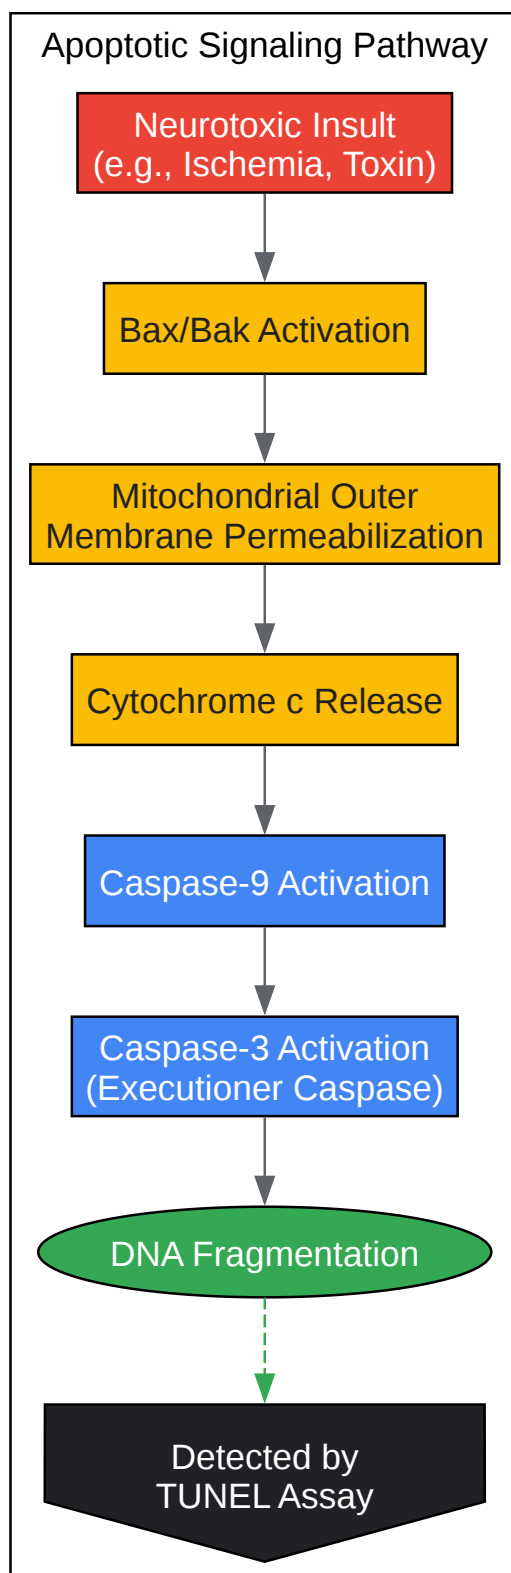 Apoptotic Signaling Pathway
Neurotoxic Insult
(e.g., Ischemia, Toxin)
Bax/Bak Activation
Mitochondrial Outer
Membrane Permeabilization
Cytochrome c Release
Caspase-9 Activation
Caspase-3 Activation
(Executioner Caspase)
DNA Fragmentation
Detected by
TUNEL Assay